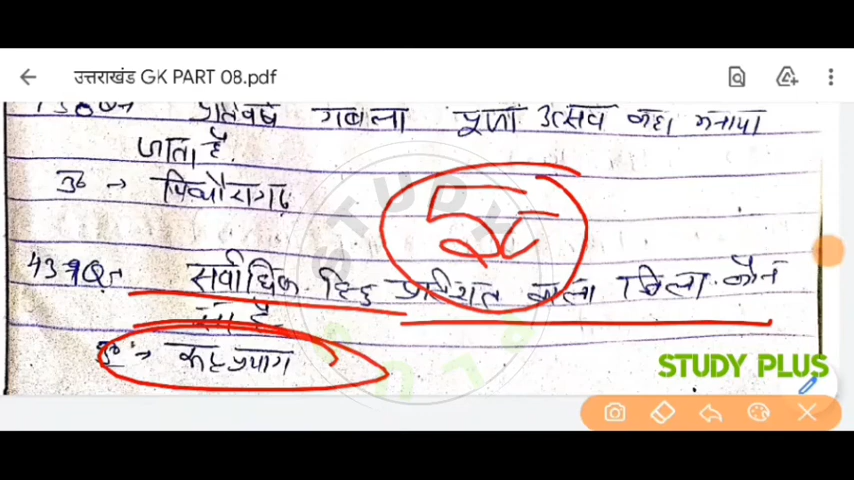 उत्तराखंड GK PART 08.pdf
प्रतिवर्ष गबला पूजा उत्सव कहा मनाया
जाता है.
उ० → पिथौरागढ़
439Qन सर्वाधिक हिन्दु प्रतिशत वाला जिला कौन
सा है
उ० → रूद्रप्रयाग
STUDY PLUS